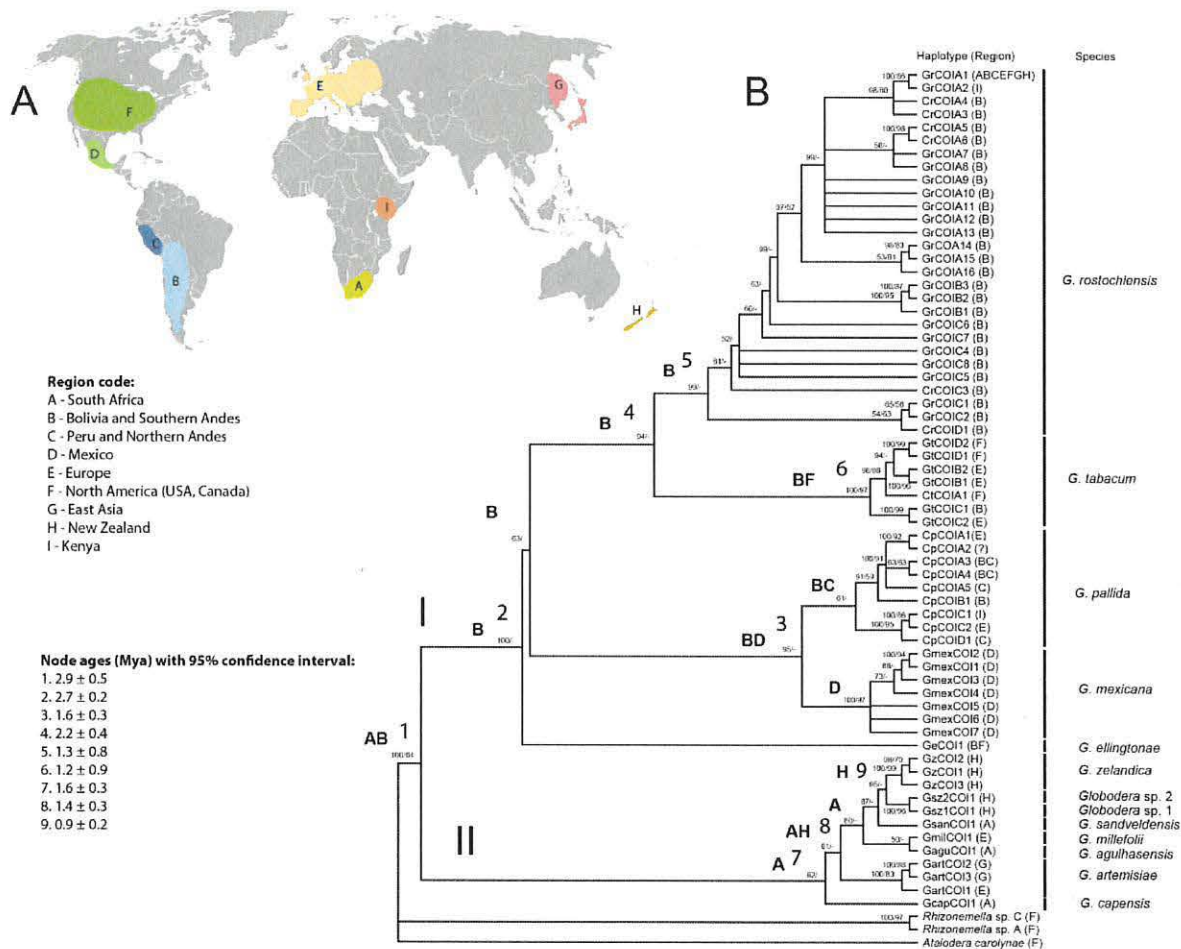 A
E
G
F
D
I
C
B
A
H
Region code:
A - South Africa
B - Bolivia and Southern Andes
C - Peru and Northern Andes
D - Mexico
E - Europe
F - North America (USA, Canada)
G - East Asia
H - New Zealand
I - Kenya
Node ages (Mya) with 95% confidence interval:
1. 2.9 ± 0.5
2. 2.7 ± 0.2
3. 1.6 ± 0.3
4. 2.2 ± 0.4
5. 1.3 ± 0.8
6. 1.2 ± 0.9
7. 1.6 ± 0.3
8. 1.4 ± 0.3
9. 0.9 ± 0.2
B
Haplotype (Region)
Species
GrCOIA1 (ABCEFGH)
GrCOIA2 (I)
CrCOIA4 (B)
CrCOIA3 (B)
CrCOIA5 (B)
CrCOIA6 (B)
GrCOIA7 (B)
GrCOIA8 (B)
GrCOIA9 (B)
GrCOIA10 (B)
GrCOIA11 (B)
GrCOIA12 (B)
GrCOIA13 (B)
GrCOA14 (B)
GrCOIA15 (B)
GrCOIA16 (B)
GrCOIB3 (B)
GrCOIB2 (B)
GrCOIB1 (B)
GrCOIC6 (B)
GrCOIC7 (B)
GrCOIC4 (B)
GrCOIC8 (B)
GrCOIC5 (B)
CrCOIC3 (B)
GrCOIC1 (B)
GrCOIC2 (B)
CrCOID1 (B)
G. rostochiensis
GtCOID2 (F)
GtCOID1 (F)
GtCOIB2 (E)
GtCOIB1 (E)
CtCOIA1 (F)
GtCOIC1 (B)
GtCOIC2 (E)
G. tabacum
CpCOIA1(E)
CpCOIA2 (?)
CpCOIA3 (BC)
CpCOIA4 (BC)
CpCOIA5 (C)
CpCOIB1 (B)
CpCOIC1 (I)
CpCOIC2 (E)
CpCOID1 (C)
G. pallida
GmexCOI2 (D)
GmexCOI1 (D)
GmexCOI3 (D)
GmexCOI4 (D)
GmexCOI5 (D)
GmexCOI6 (D)
GmexCOI7 (D)
G. mexicana
GeCOI1 (BF)
G. ellingtonae
GzCOI2 (H)
GzCOI1 (H)
GzCOI3 (H)
G. zelandica
Gsz2COI1 (H)
Globodera sp. 2
Gsz1COI1 (H)
Globodera sp. 1
GsanCOI1 (A)
G. sandveldensis
GmilCOI1 (E)
G. millefolii
GaguCOI1 (A)
G. agulhasensis
GartCOI2 (G)
GartCOI3 (G)
GartCOI1 (E)
G. artemisiae
GcapCOI1 (A)
G. capensis
Rhizonemella sp. C (F)
Rhizonemella sp. A (F)
Atalodera carolynae (F)
B 5
B 4
BF 6
B
I
B 2
BC
BD 3
D
AB 1
H 9
A
AH 8
A 7
II